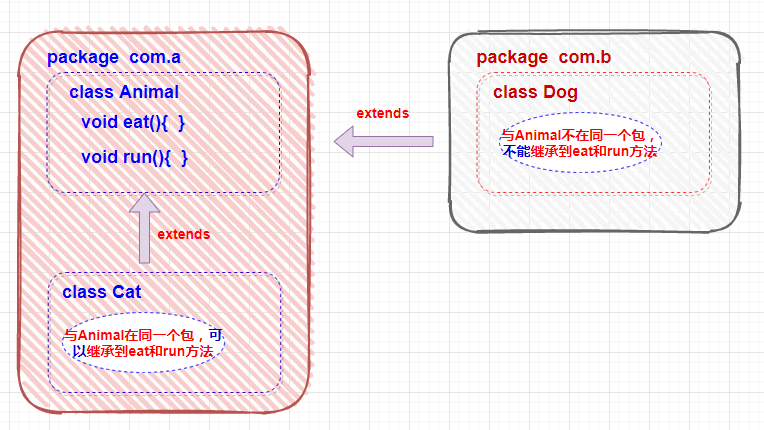 package  com.a
class Animal
void eat(){  }
void run(){  }
extends
class Cat
与Animal在同一个包，可
以继承到eat和run方法
extends
package  com.b
class Dog
与Animal不在同一个包，
不能继承到eat和run方法